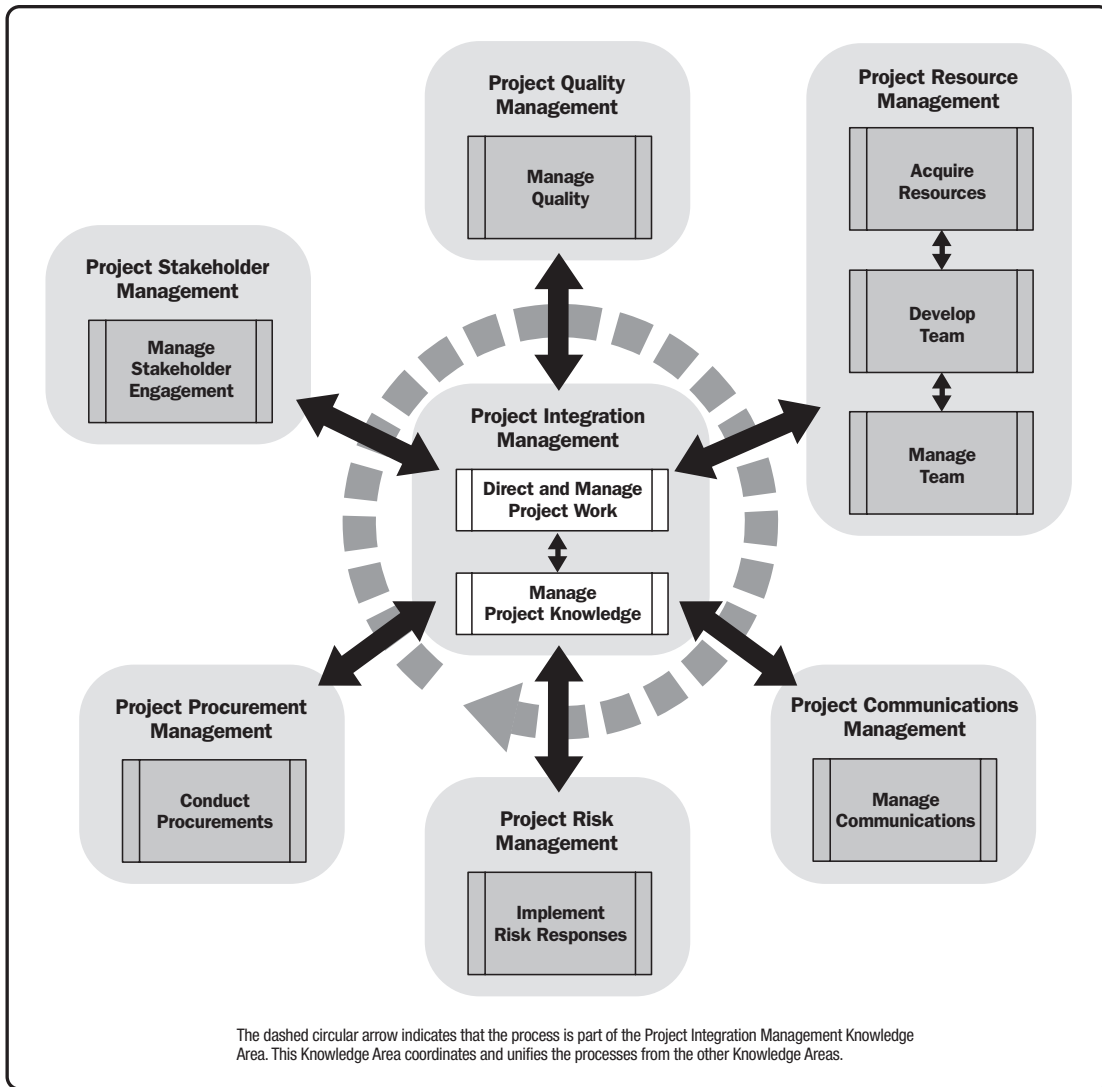 Project Quality
Management
Manage
Quality
Project Resource
Management
Acquire
Resources
Develop
Team
Manage
Team
Project Stakeholder
Management
Manage
Stakeholder
Engagement
Project Integration
Management
Direct and Manage
Project Work
Manage
Project Knowledge
Project Procurement
Management
Conduct
Procurements
Project Risk
Management
Implement
Risk Responses
Project Communications
Management
Manage
Communications
The dashed circular arrow indicates that the process is part of the Project Integration Management Knowledge
Area. This Knowledge Area coordinates and unifies the processes from the other Knowledge Areas.